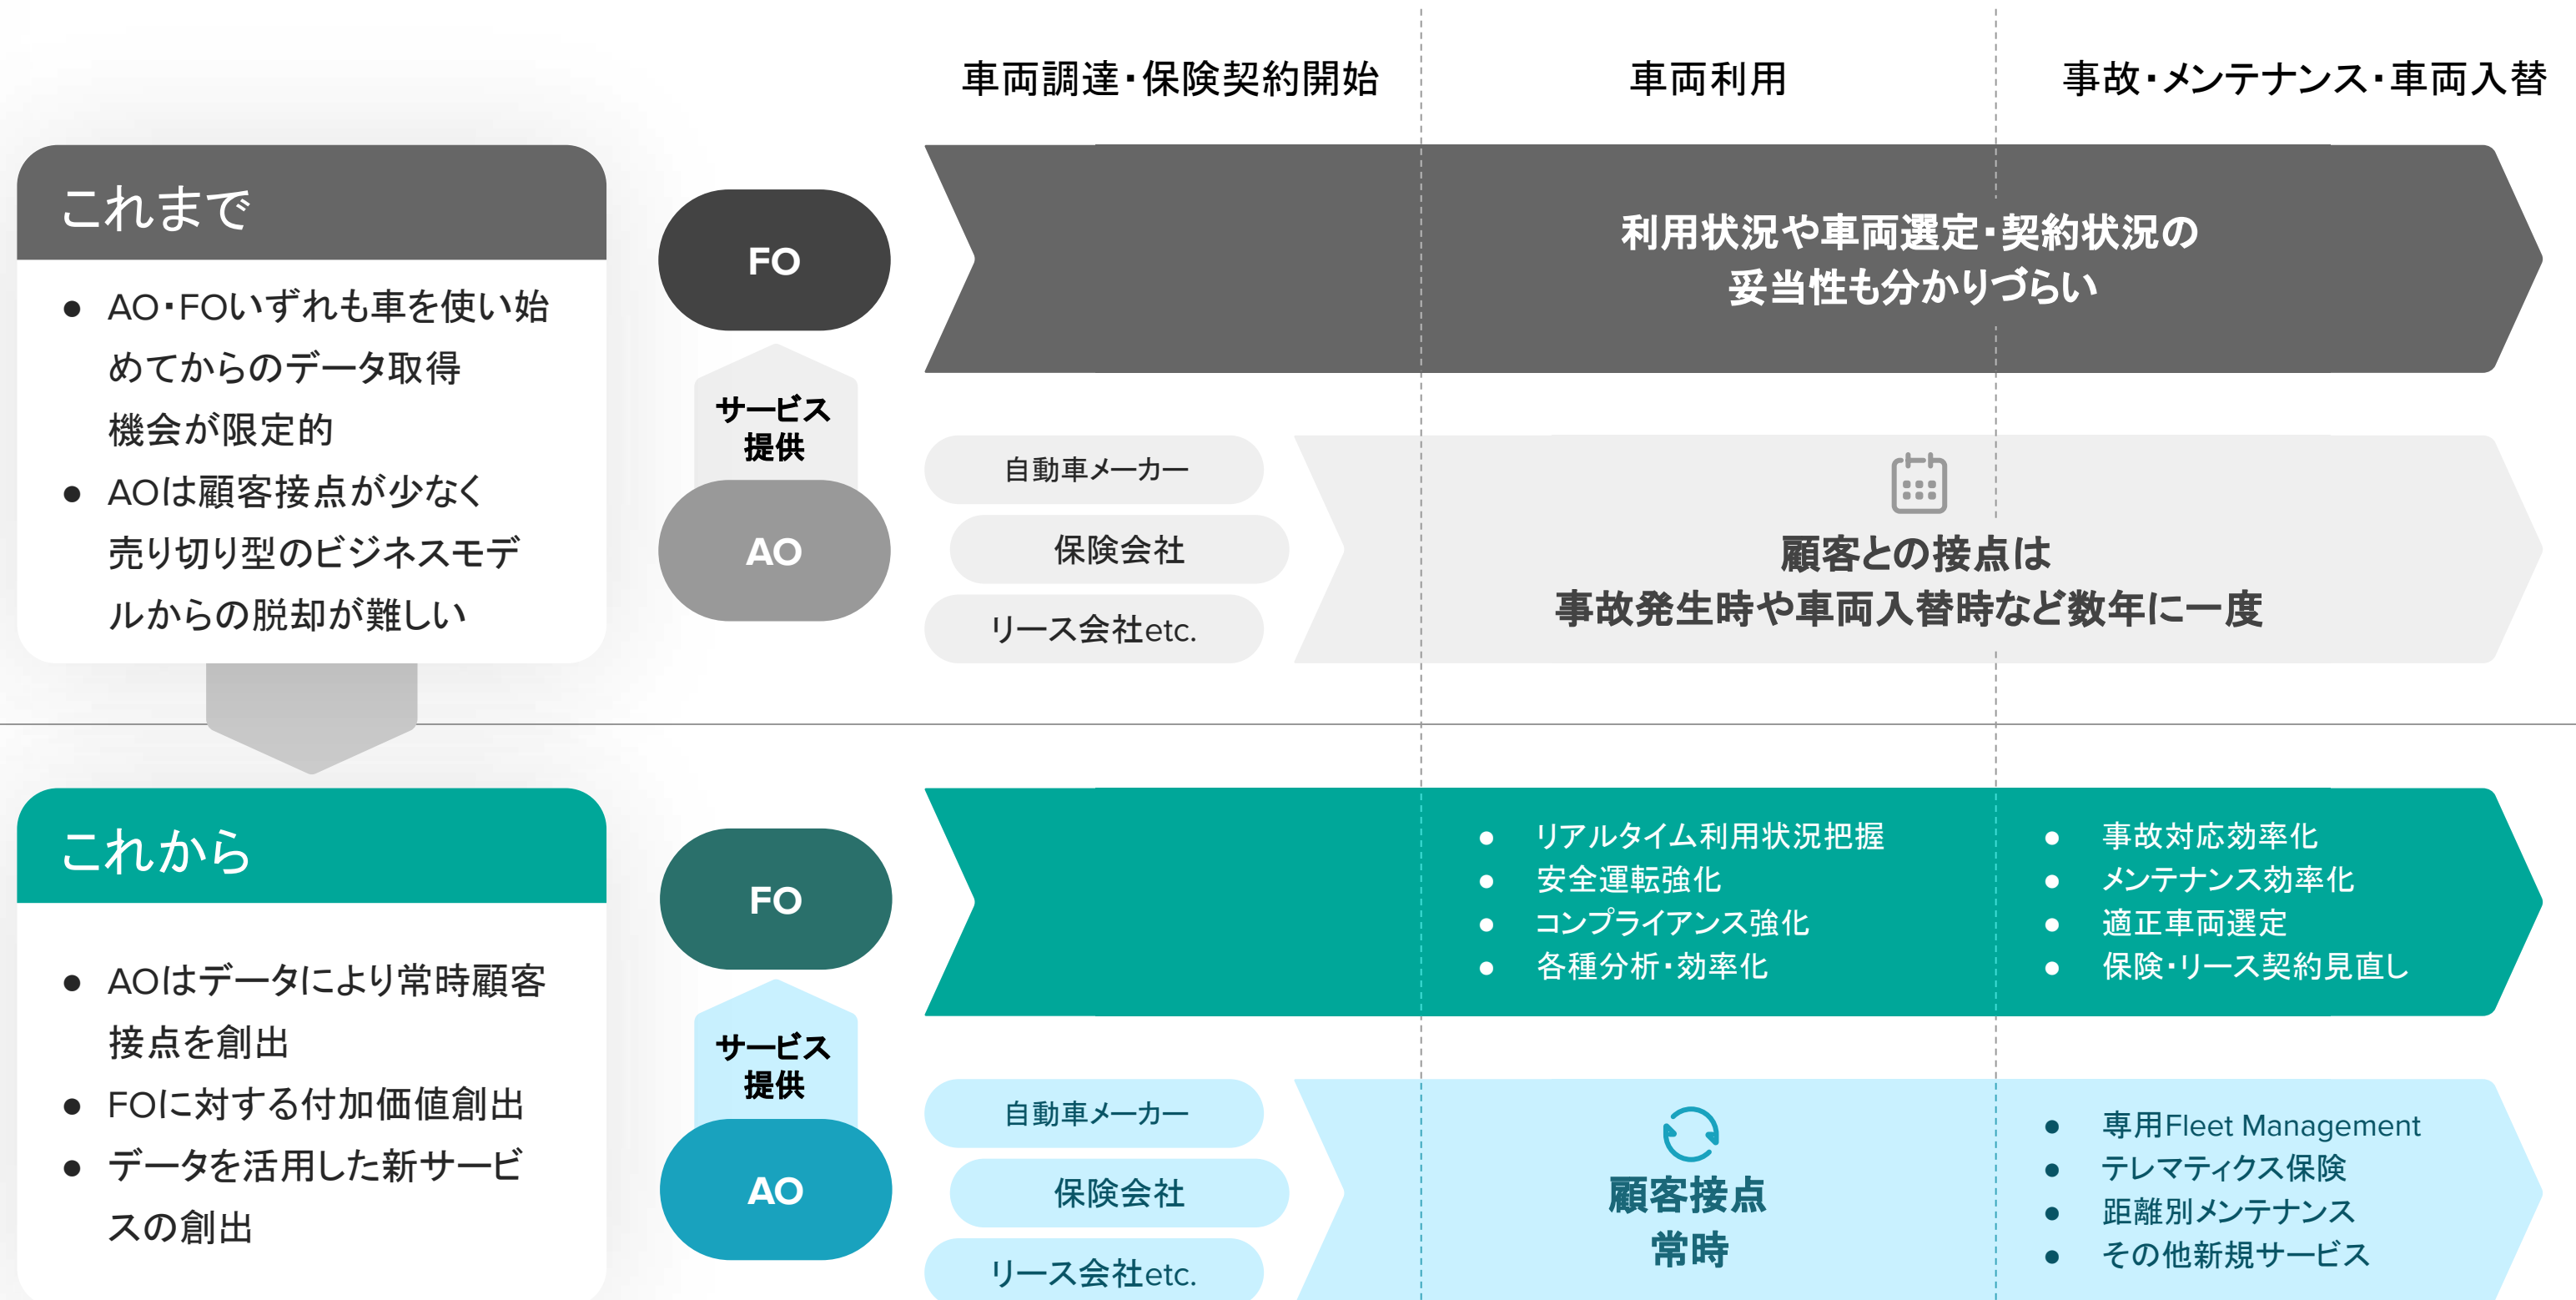 車両調達・保険契約開始
車両利用
事故・メンテナンス・車両入替
これまで
● AO・FOいずれも車を使い始
めてからのデータ取得
機会が限定的
● AOは顧客接点が少なく
売り切り型のビジネスモデ
ルからの脱却が難しい
FO
サービス
提供
AO
利用状況や車両選定・契約状況の
妥当性も分かりづらい
自動車メーカー
保険会社
リース会社etc.
顧客との接点は
事故発生時や車両入替時など数年に一度
これから
● AOはデータにより常時顧客
接点を創出
● FOに対する付加価値創出
● データを活用した新サービ
スの創出
FO
サービス
提供
AO
● リアルタイム利用状況把握
● 安全運転強化
● コンプライアンス強化
● 各種分析・効率化
● 事故対応効率化
● メンテナンス効率化
● 適正車両選定
● 保険・リース契約見直し
自動車メーカー
保険会社
リース会社etc.
顧客接点
常時
● 専用Fleet Management
● テレマティクス保険
● 距離別メンテナンス
● その他新規サービス